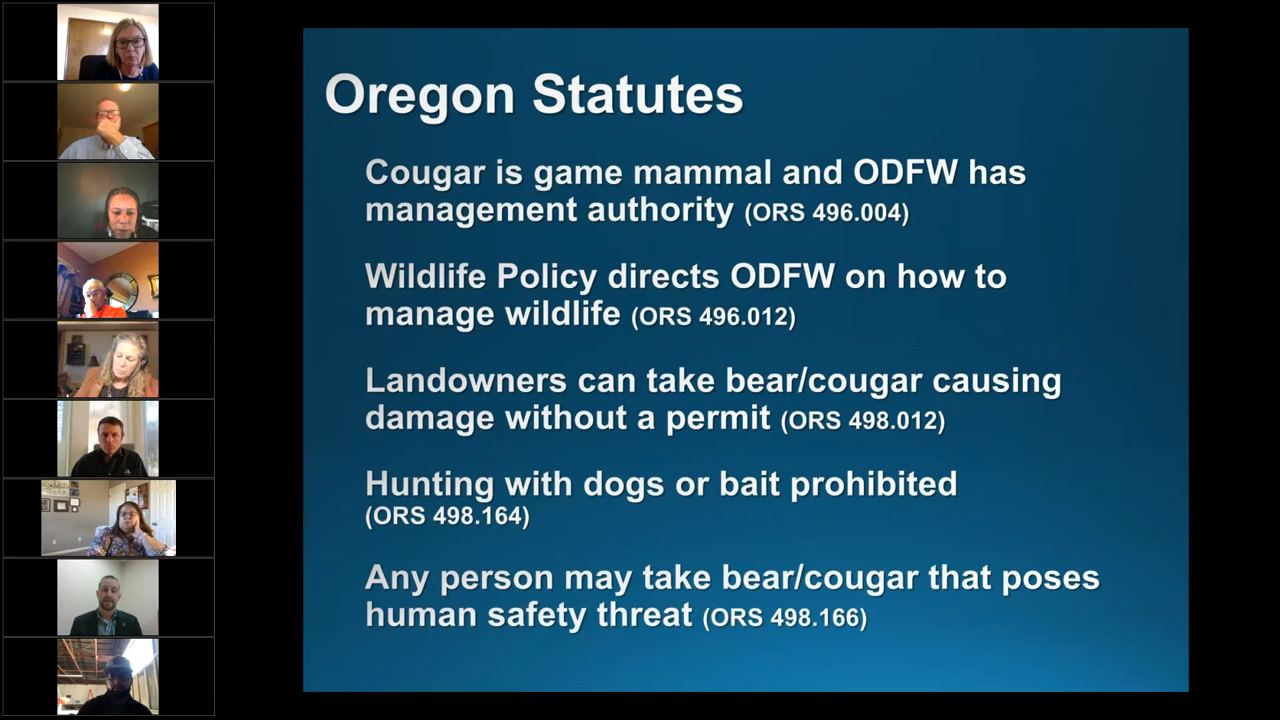 Oregon Statutes
Cougar is game mammal and ODFW has
management authority (ORS 496.004)
Wildlife Policy directs ODFW on how to
manage wildlife (ORS 496.012)
Landowners can take bear/cougar causing
damage without a permit (ORS 498.012)
Hunting with dogs or bait prohibited
(ORS 498.164)
Any person may take bear/cougar that poses
human safety threat (ORS 498.166)